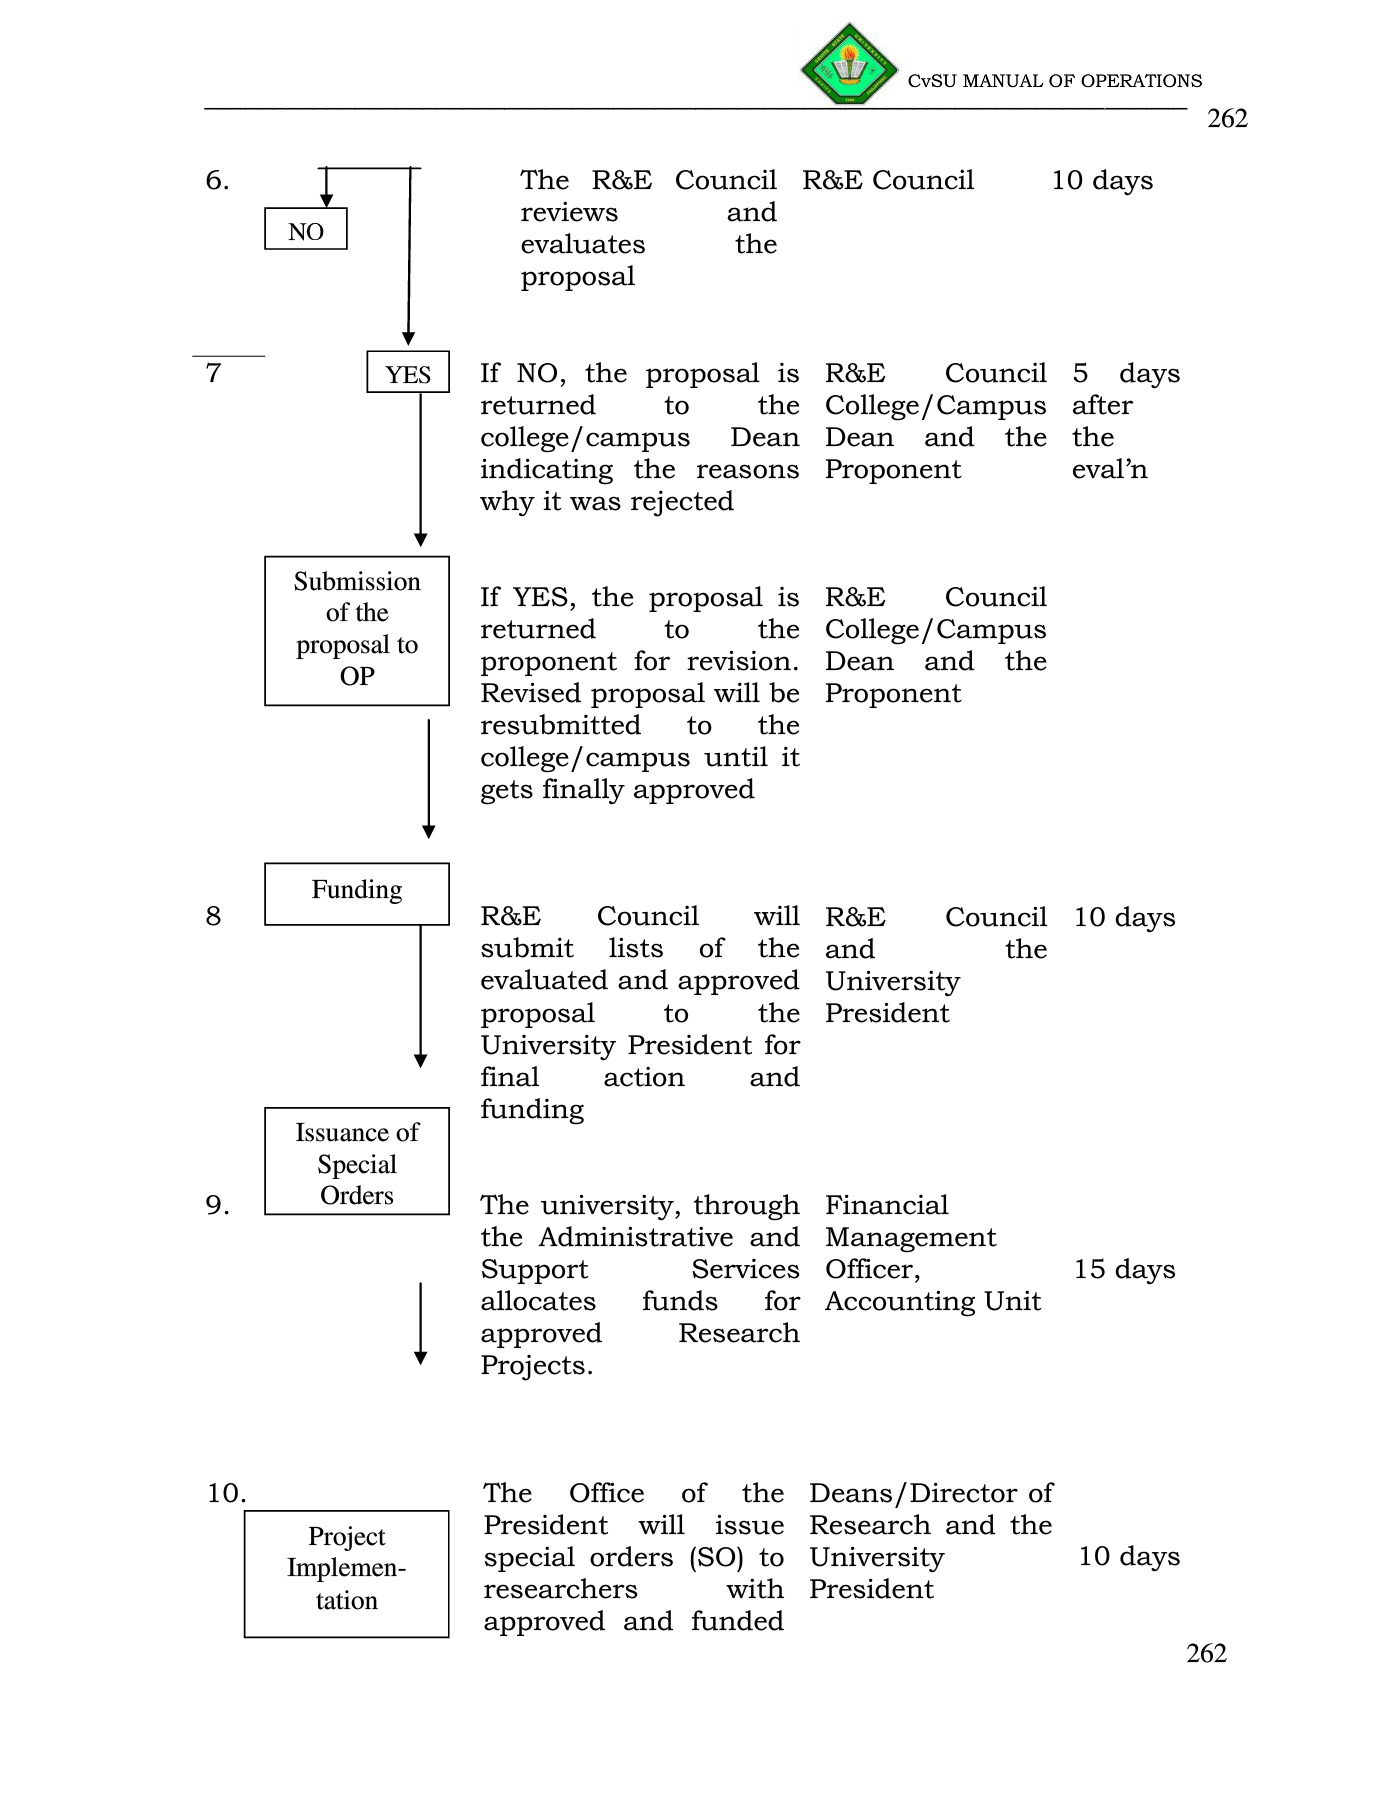 CvSU MANUAL OF OPERATIONS
262
6.
NO
The R&E Council
reviews and
evaluates the
proposal
R&E Council
10 days
7
YES
If NO, the proposal is
returned to the
college/campus Dean
indicating the reasons
why it was rejected
R&E Council
College/Campus
Dean and the
Proponent
5 days
after
the
eval'n
Submission
of the
proposal to
OP
If YES, the proposal is
returned to the
proponent for revision.
Revised proposal will be
resubmitted to the
college/campus until it
gets finally approved
R&E Council
College/Campus
Dean and the
Proponent
Funding
8
R&E Council will
submit lists of the
evaluated and approved
proposal to the
University President for
final action and
funding
R&E Council
and the
University
President
10 days
Issuance of
Special
Orders
9.
The university, through
the Administrative and
Support Services
allocates funds for
approved Research
Projects.
Financial
Management
Officer,
Accounting Unit
15 days
10.
Project
Implemen-
tation
The Office of the
President will issue
special orders (SO) to
researchers with
approved and funded
Deans/Director of
Research and the
University
President
10 days
262